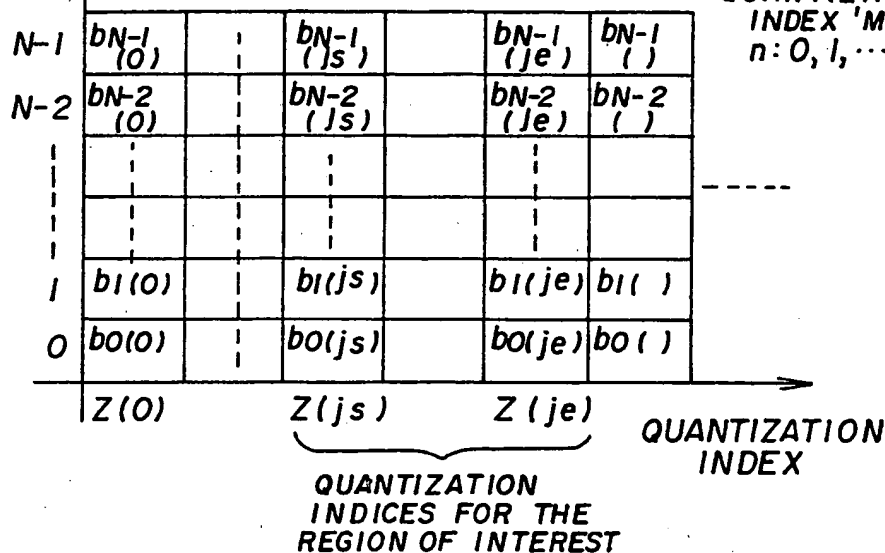 INDEX 'M
n: 0, 1, ...
N-1 bN-1 (0) bN-1 (js) bN-1 (je) bN-1 ( )
N-2 bN-2 (0) bN-2 (js) bN-2 (je) bN-2 ( )
1 b1(0) b1(js) b1(je) b1( )
0 b0(0) b0(js) b0(je) b0( )
Z(0) Z(js) Z(je)
QUANTIZATION
INDEX
QUANTIZATION
INDICES FOR THE
REGION OF INTEREST